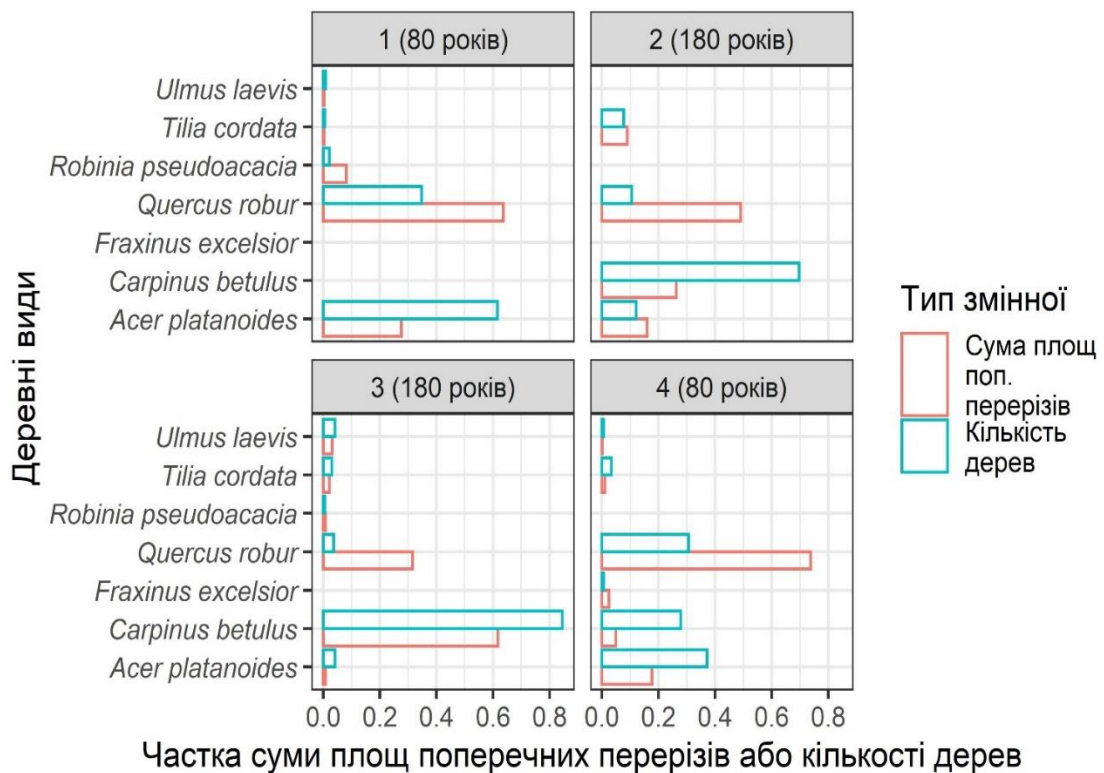 1 (80 років)
2 (180 років)
Ulmus laevis
Tilia cordata
Robinia pseudoacacia
Quercus robur
Fraxinus excelsior
Carpinus betulus
Acer platanoides
3 (180 років)
4 (80 років)
Ulmus laevis
Tilia cordata
Robinia pseudoacacia
Quercus robur
Fraxinus excelsior
Carpinus betulus
Acer platanoides
0.0 0.2 0.4 0.6 0.8
0.0 0.2 0.4 0.6 0.8
Деревні види
Частка суми площ поперечних перерізів або кількості дерев
Тип змінної
Сума площ
поп.
перерізів
Кількість
дерев